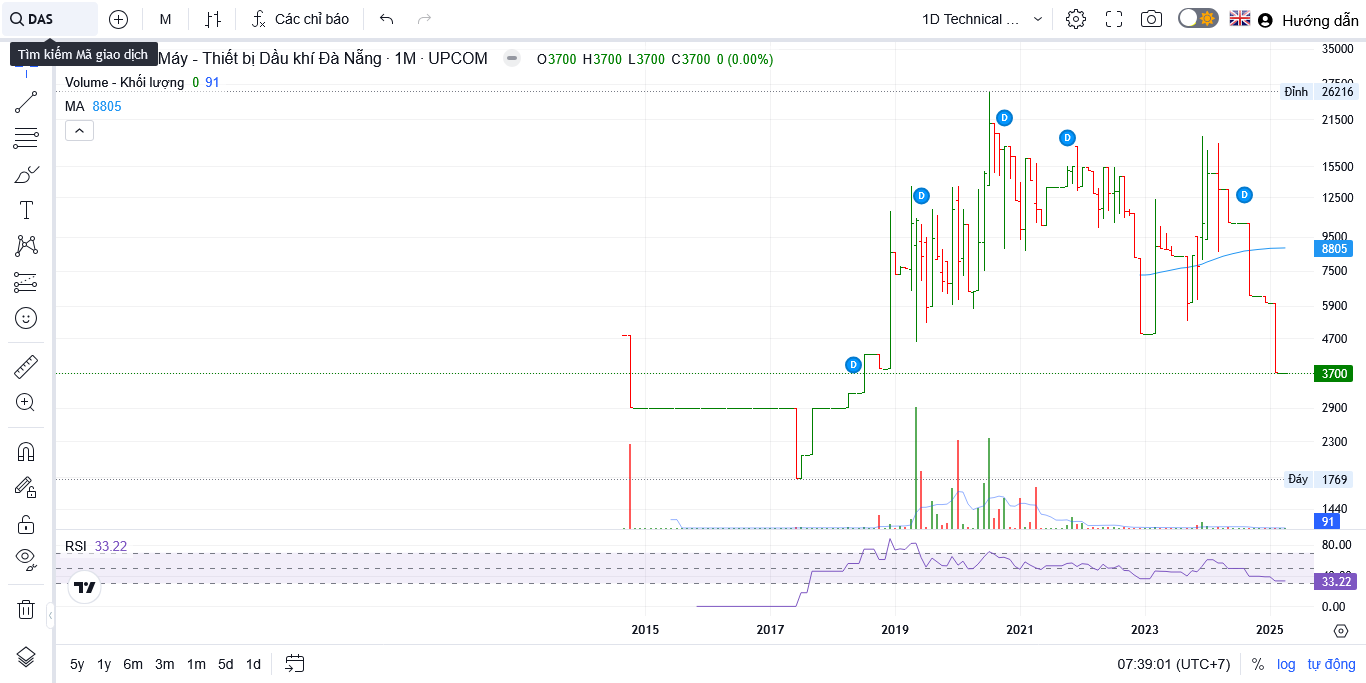 DAS
M
Các chỉ báo
1D Technical ...
Hướng dẫn
Tìm kiếm Mã giao dịch
Máy - Thiết bị Dầu khí Đà Nẵng · 1M · UPCOM
O3700 H3700 L3700 C3700 0 (0.00%)
Volume - Khối lượng 0 91
MA 8805
35000
Đỉnh 26216
21500
15500
12500
9500
8805
7500
5900
4700
3700
2900
2300
Đáy 1769
1440
91
D
D
D
D
D
RSI 33.22
80.00
33.22
0.00
2015 2017 2019 2021 2023 2025
5y 1y 6m 3m 1m 5d 1d
07:39:01 (UTC+7) % log tự động